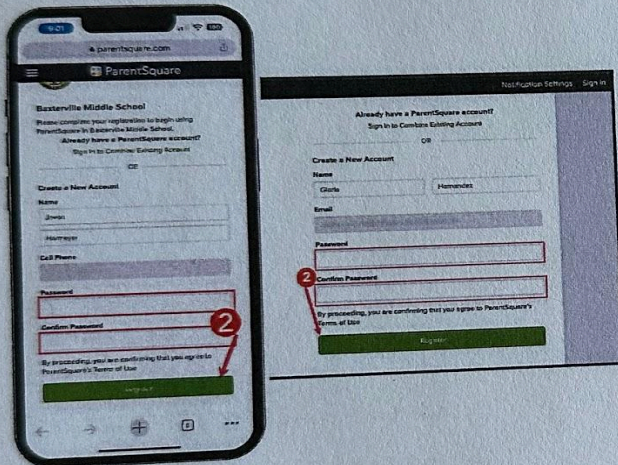 9:01
parentsquare.com
ParentSquare
Baxterville Middle School
Please complete your registration to begin using
ParentSquare in Baxterville Middle School.
Already have a ParentSquare account?
Sign In to Combine Existing Account
OR
Create a New Account
Name
Cell Phone
Password
Confirm Password
2
By proceeding, you are confirming that you agree to
ParentSquare's Terms of Use
Register
Notification Settings Sign In
Already have a ParentSquare account?
Sign In to Combine Existing Account
OR
Create a New Account
Name
Gloria Hernandez
Email
Password
Confirm Password
2
By proceeding, you are confirming that you agree to ParentSquare's
Terms of Use
Register